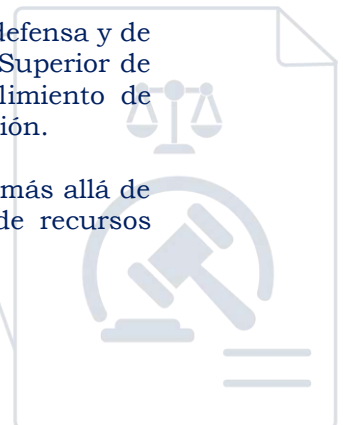 defensa y de
Superior de
limiento de
ión.
más allá de
de recursos